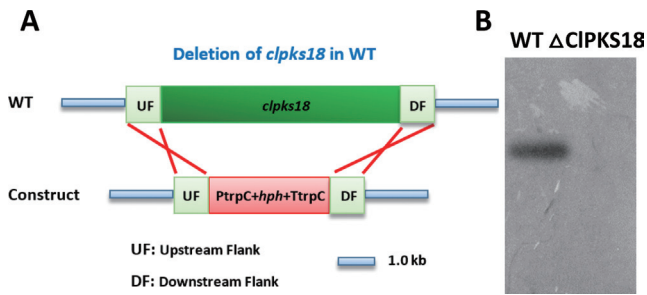 A
B
Deletion of clpks18 in WT
WT ΔClPKS18
WT
UF
clpks18
DF
Construct
UF
PtrpC+hph+TtrpC
DF
UF: Upstream Flank
1.0 kb
DF: Downstream Flank